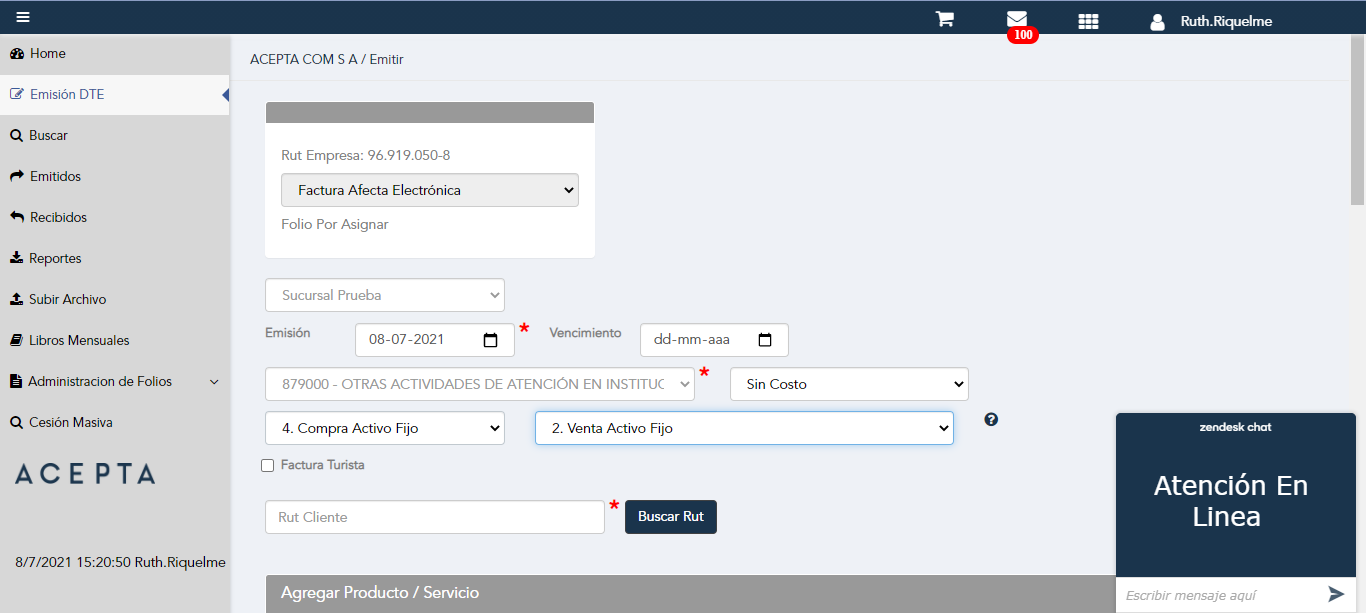 100
Ruth.Riquelme
Home
Emisión DTE
Buscar
Emitidos
Recibidos
Reportes
Subir Archivo
Libros Mensuales
Administracion de Folios
Cesión Masiva
ACEPTA
8/7/2021 15:20:50 Ruth.Riquelme
ACEPTA COM S A / Emitir
Rut Empresa: 96.919.050-8
Factura Afecta Electrónica
Folio Por Asignar
Sucursal Prueba
Emisión 08-07-2021 * Vencimiento dd-mm-aaa
879000 - OTRAS ACTIVIDADES DE ATENCIÓN EN INSTITUC * Sin Costo
4. Compra Activo Fijo 2. Venta Activo Fijo ?
Factura Turista
Rut Cliente * Buscar Rut
Agregar Producto / Servicio
zendesk chat
Atención En
Linea
Escribir mensaje aquí